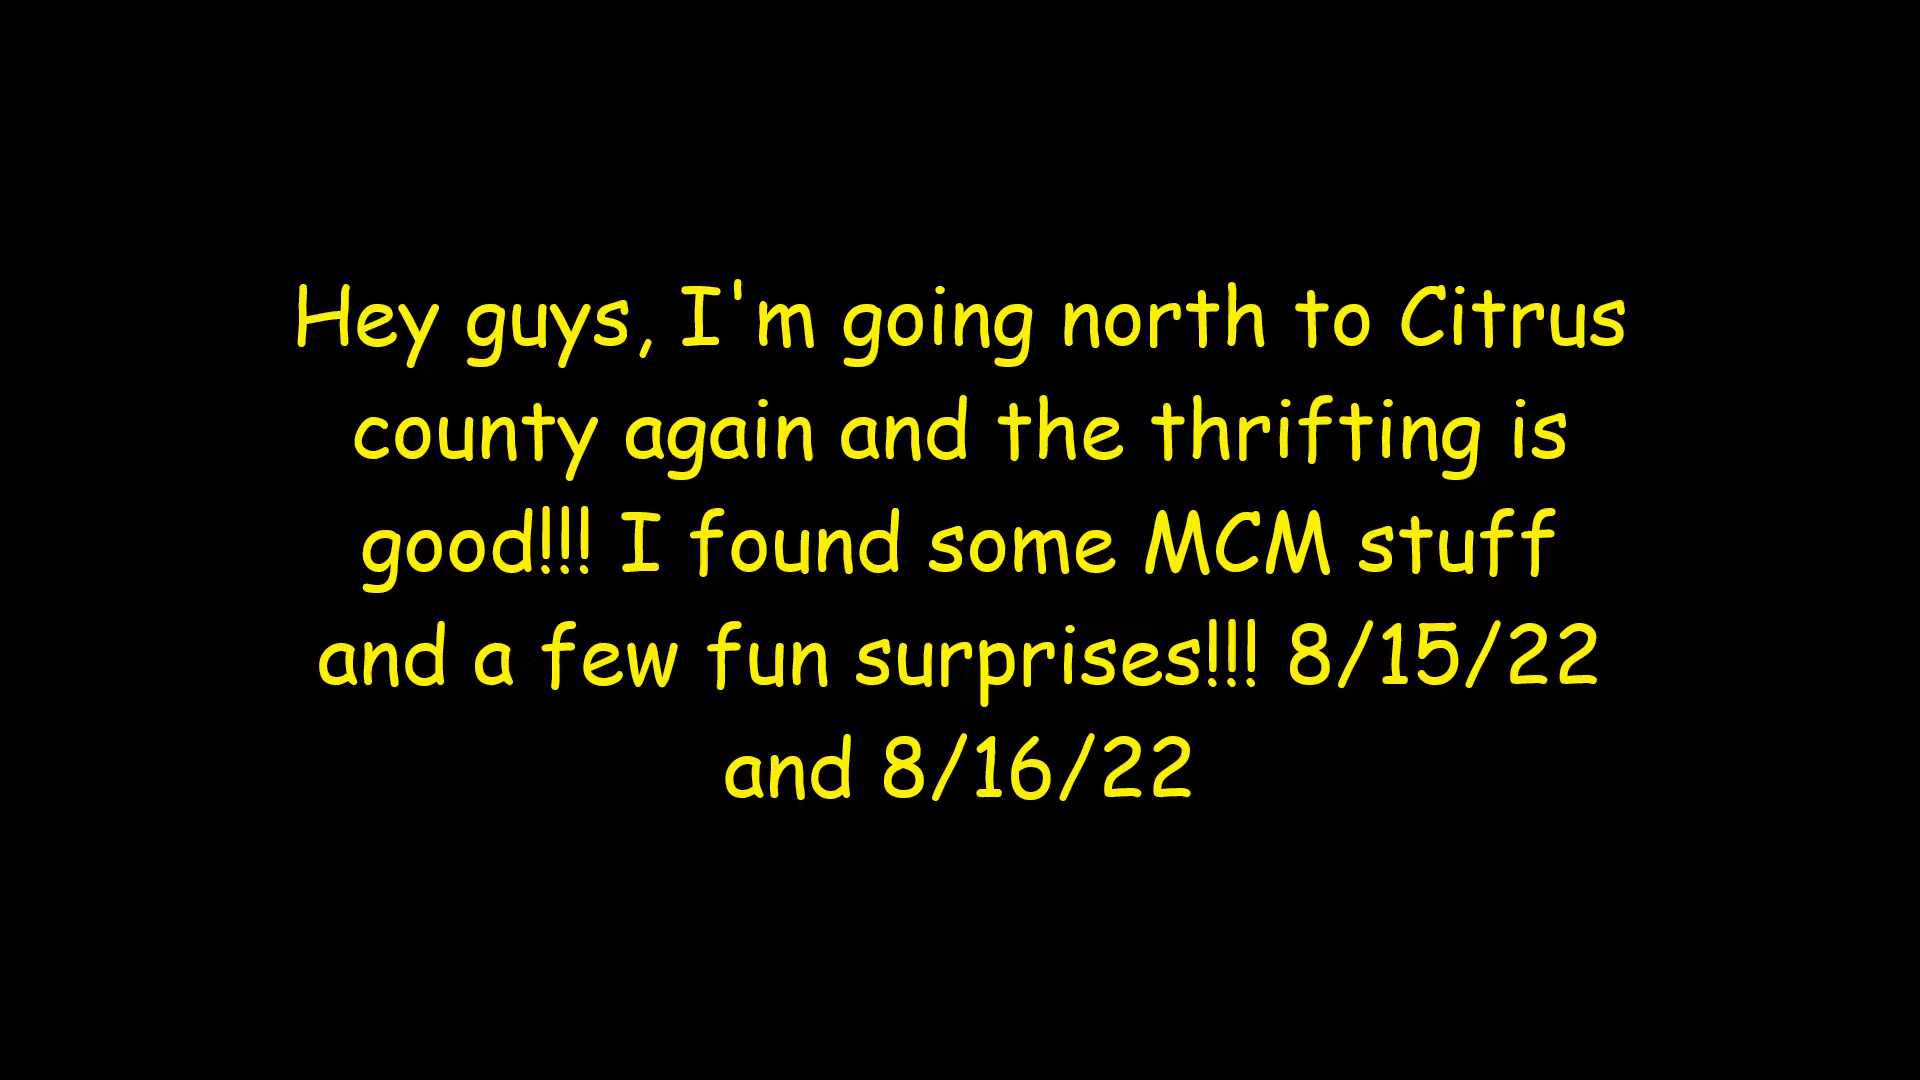 Hey guys, I'm going north to Citrus
county again and the thrifting is
good!!! I found some MCM stuff
and a few fun surprises!!! 8/15/22
and 8/16/22